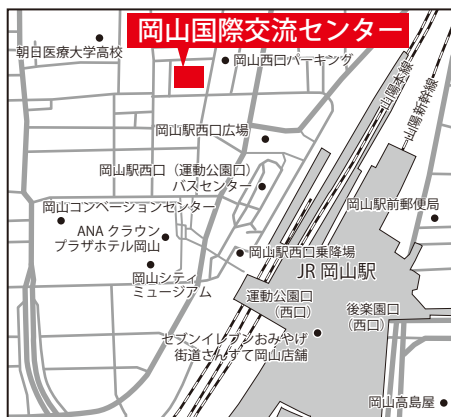 岡山国際交流センター
朝日医療大学高校
岡山西口パーキング
山陽本線
山陽新幹線
岡山駅西口広場
岡山駅西口（運動公園口）
バスセンター
岡山コンベーションセンター
ANA クラウン
プラザホテル岡山
岡山駅前郵便局
岡山駅西口乗降場
岡山シティ
ミュージアム
JR 岡山駅
運動公園口
（西口）
後楽園口
（西口）
セブンイレブンおみやげ
街道さんすて岡山店舗
岡山高島屋